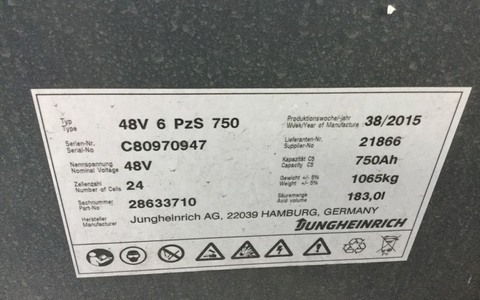 Typ
Type
48V 6 PzS 750
Produktionswoche/-jahr
Week/Year of Manufacture
38/2015
Serien-Nr.
Serial-No
C80970947
Lieferanten-Nr.
Supplier-No
21866
Nennspannung
Nominal Voltage
48V
Kapazität C5
Capacity C5
750Ah
Zellenzahl
Number of Cells
24
Gewicht +/- 5%
Weight +/- 5%
1065kg
Sachnummer
Part-No
28633710
Säuremenge
Acid volume
183,0l
Hersteller
Manufacturer
Jungheinrich AG, 22039 HAMBURG, GERMANY
JUNGHEINRICH